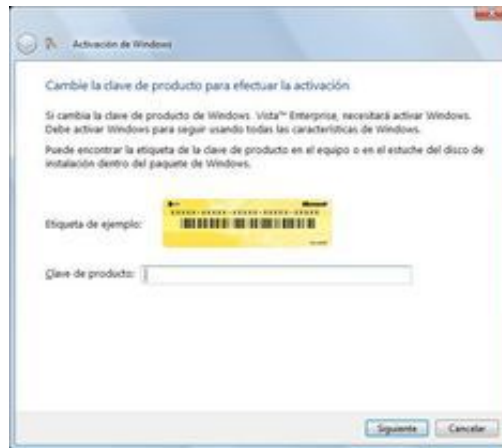 Activación de Windows
Cambie la clave de producto para efectuar la activación
Si cambia la clave de producto de Windows. Vista™ Enterprise, necesitará activar Windows.
Debe activar Windows para seguir usando todas las características de Windows.
Puede encontrar la etiqueta de la clave de producto en el equipo o en el estuche del disco de
instalación dentro del paquete de Windows.
Microsoft
Etiqueta de ejemplo:
Clave de producto:
Siguiente Cancelar